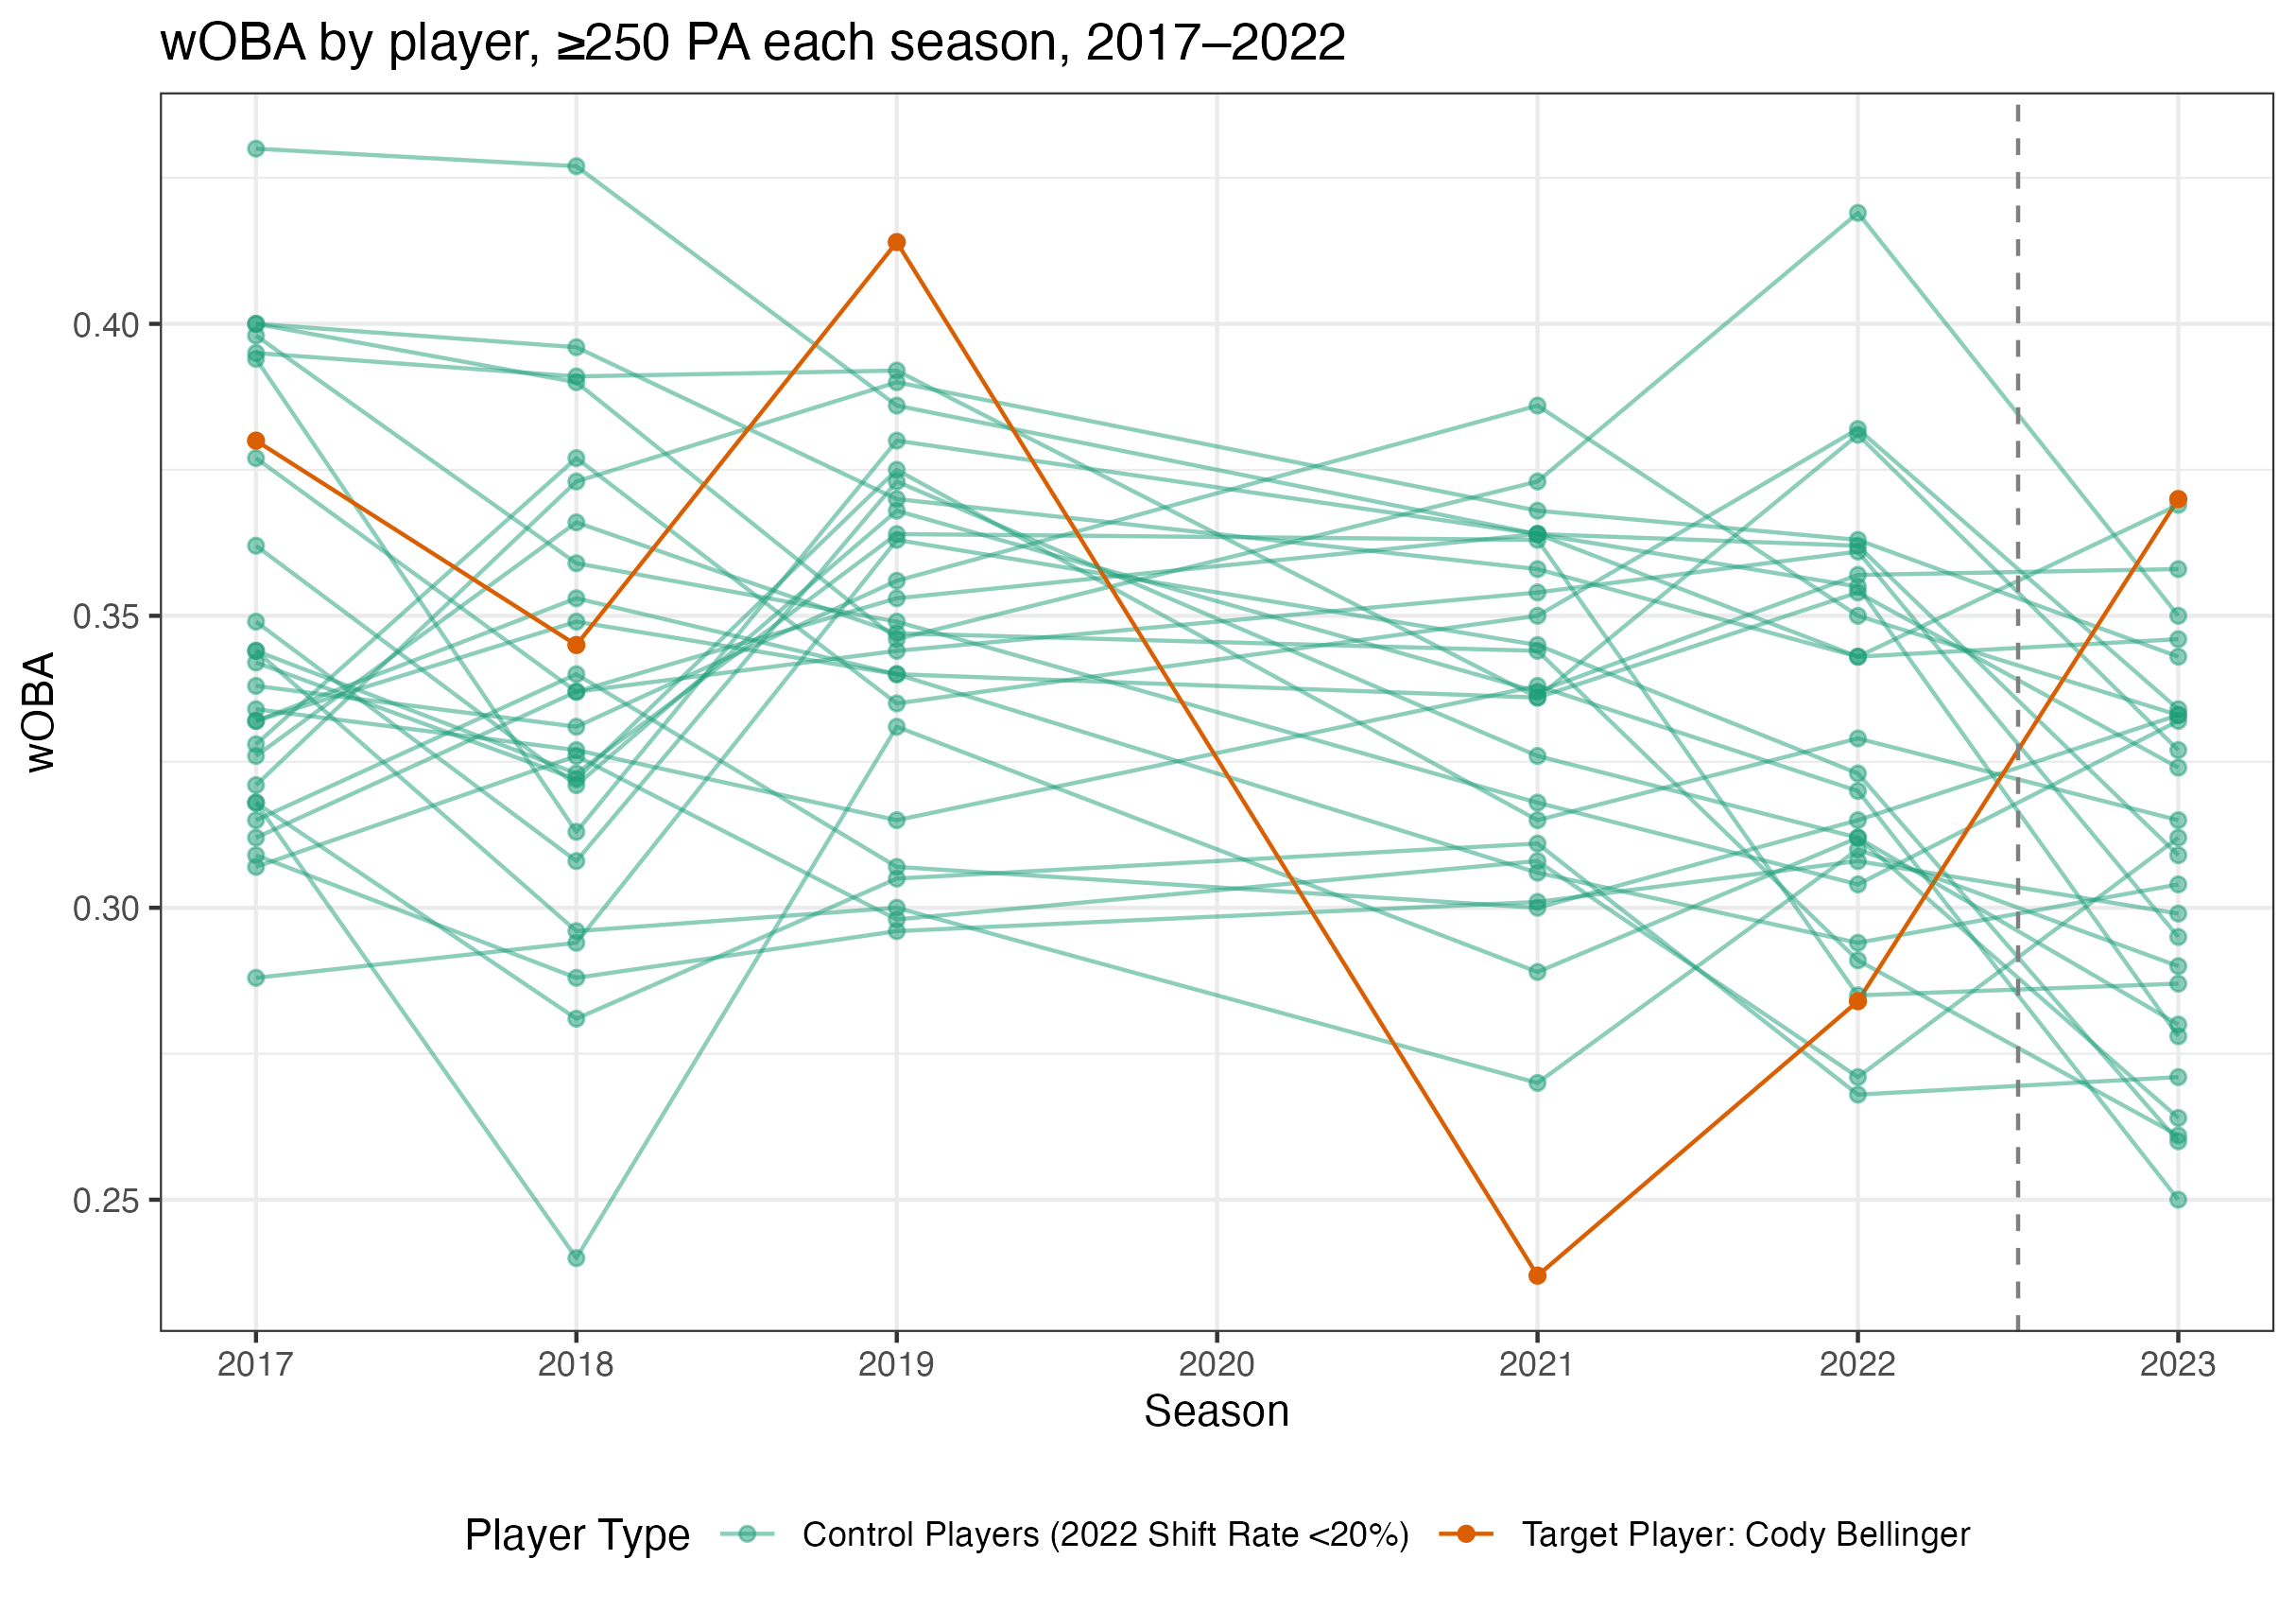 wOBA by player, ≥250 PA each season, 2017–2022
wOBA
0.40
0.35
0.30
0.25
2017 2018 2019 2020 2021 2022 2023
Season
Player Type Control Players (2022 Shift Rate <20%) Target Player: Cody Bellinger